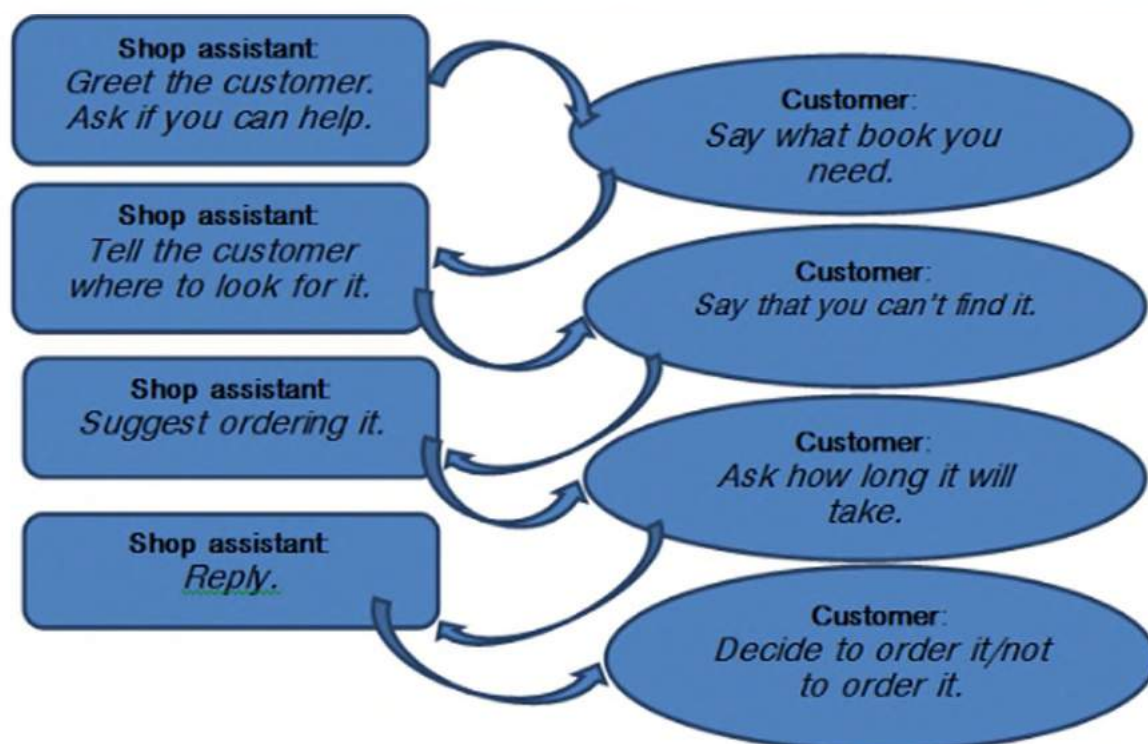 Shop assistant:
Greet the customer.
Ask if you can help.
Customer:
Say what book you
need.
Shop assistant:
Tell the customer
where to look for it.
Customer:
Say that you can't find it.
Shop assistant:
Suggest ordering it.
Customer:
Ask how long it will
take.
Shop assistant:
Reply.
Customer:
Decide to order it/not
to order it.